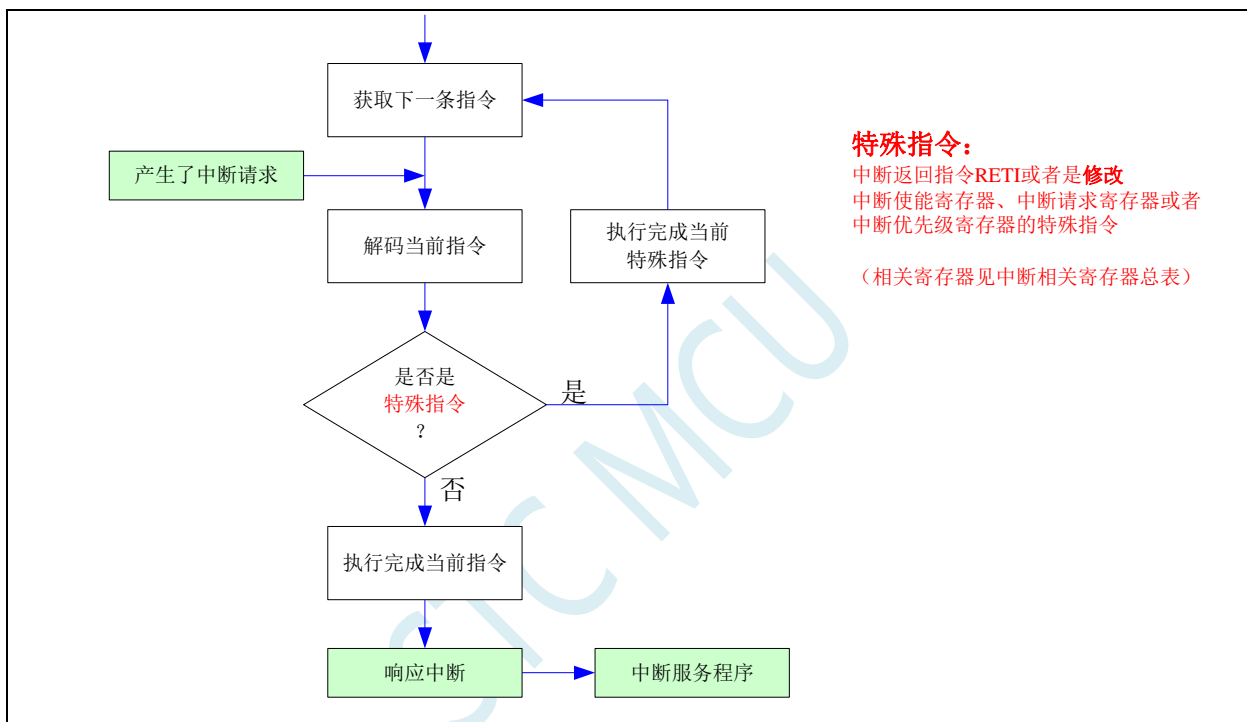 获取下一条指令
产生了中断请求
解码当前指令
执行完成当前
特殊指令
是否是
特殊指令
？
是
否
执行完成当前指令
响应中断
中断服务程序
特殊指令：
中断返回指令RETI或者是修改
中断使能寄存器、中断请求寄存器或者
中断优先级寄存器的特殊指令
（相关寄存器见中断相关寄存器总表）
STC MCU